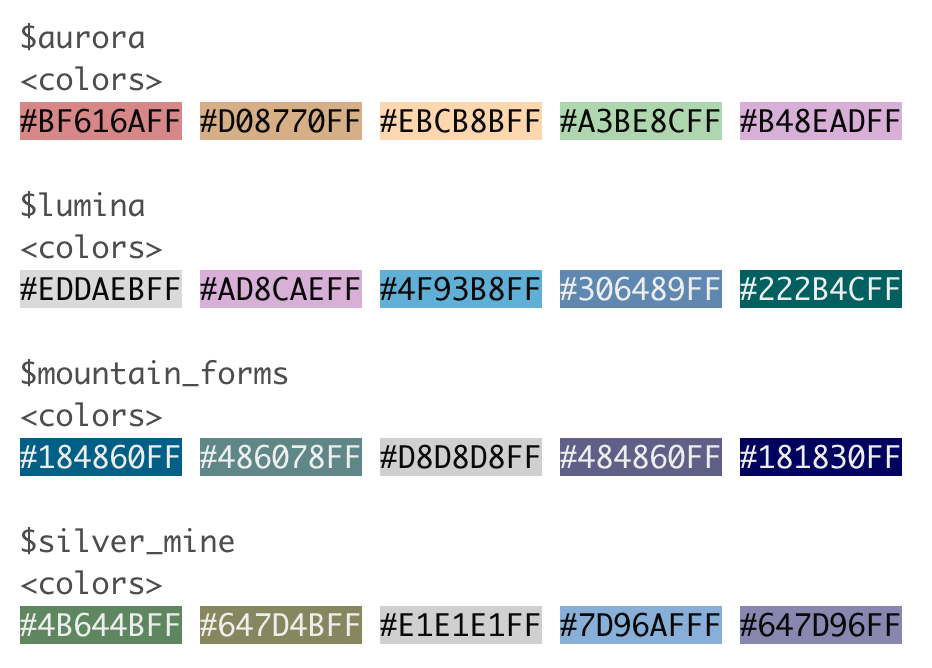 $aurora
<colors>
#BF616AFF #D08770FF #EBCB8BFF #A3BE8CFF #B48EADFF
$lumina
<colors>
#EDDAEBFF #AD8CAEFF #4F93B8FF #306489FF #222B4CFF
$mountain_forms
<colors>
#184860FF #486078FF #D8D8D8FF #484860FF #181830FF
$silver_mine
<colors>
#4B644BFF #647D4BFF #E1E1E1FF #7D96AFFF #647D96FF